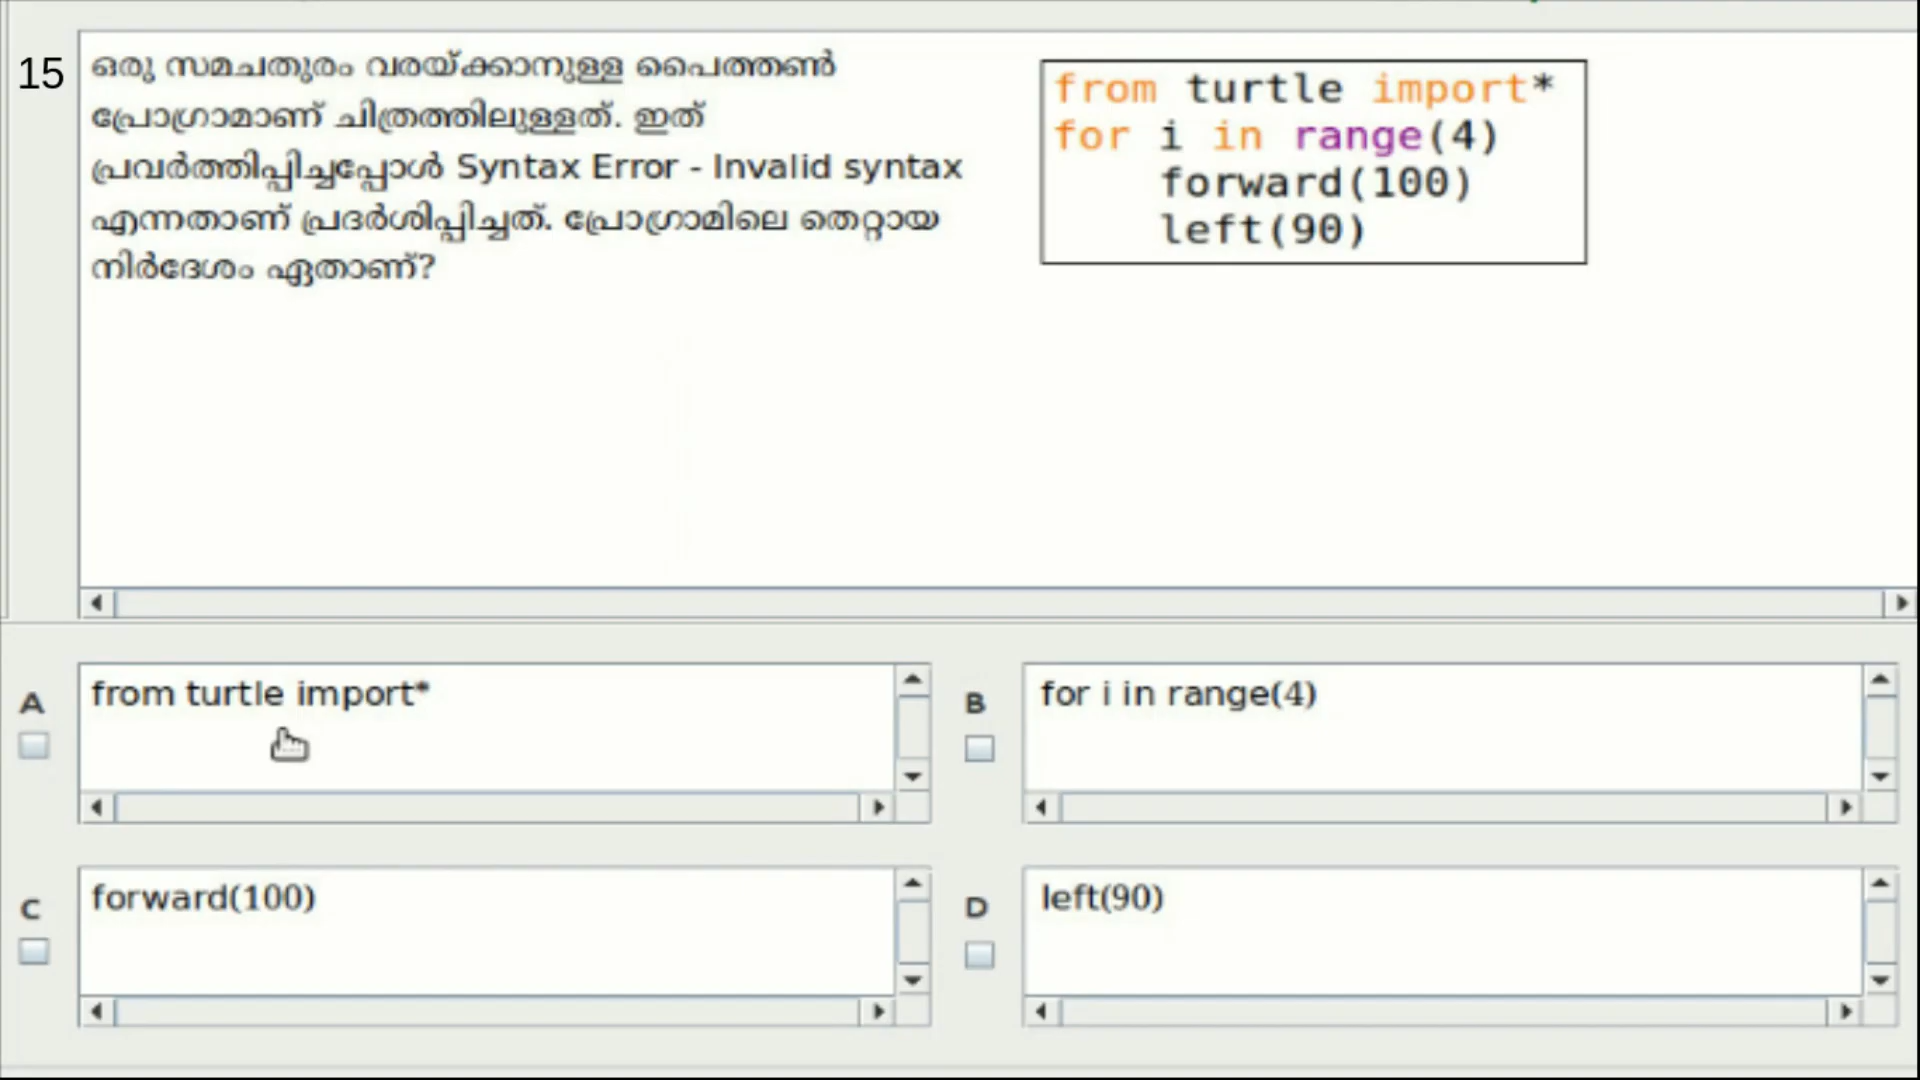 15
ഒരു സമചതുരം വരയ്ക്കാനുള്ള പൈത്തൺ
പ്രോഗ്രാമാണ് ചിത്രത്തിലുള്ളത്. ഇത്
പ്രവർത്തിപ്പിച്ചപ്പോൾ Syntax Error - Invalid syntax
എന്നതാണ് പ്രദർശിപ്പിച്ചത്. പ്രോഗ്രാമിലെ തെറ്റായ
നിർദേശം ഏതാണ്?
from turtle import*
for i in range(4)
    forward(100)
    left(90)
A
from turtle import*
B
for i in range(4)
C
forward(100)
D
left(90)